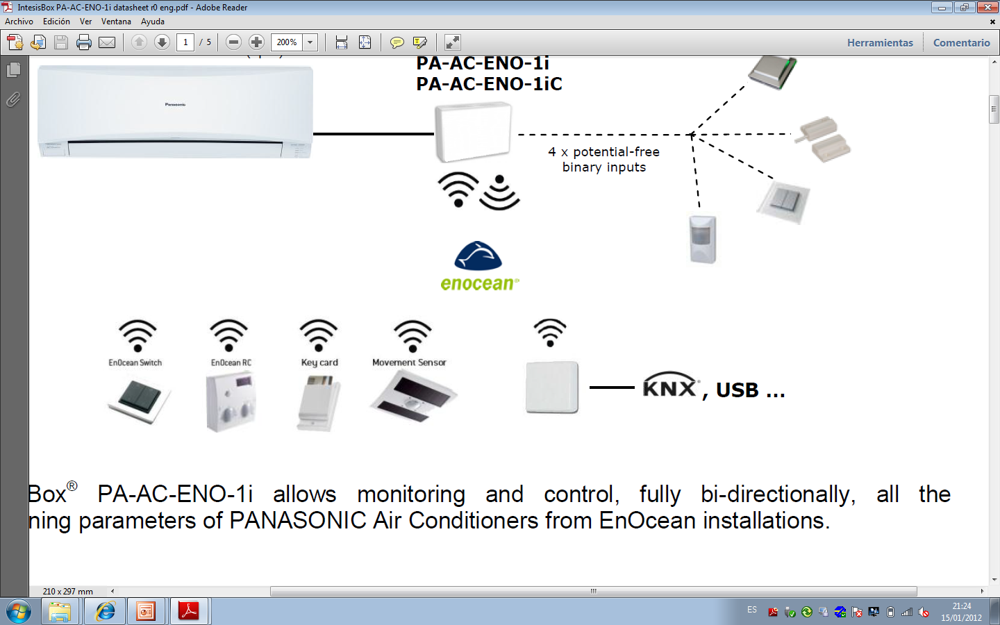 IntesisBox PA-AC-ENO-1i datasheet r0 eng.pdf - Adobe Reader
Archivo Edición Ver Ventana Ayuda
1 / 5 200% Herramientas Comentario
PA-AC-ENO-1i
PA-AC-ENO-1iC
Panasonic
4 x potential-free
binary inputs
enocean®
EnOcean Switch EnOcean RC Key card Movement Sensor
KNX® , USB ...
Box® PA-AC-ENO-1i allows monitoring and control, fully bi-directionally, all the
ning parameters of PANASONIC Air Conditioners from EnOcean installations.
210 x 297 mm
ES 21:24
15/01/2012